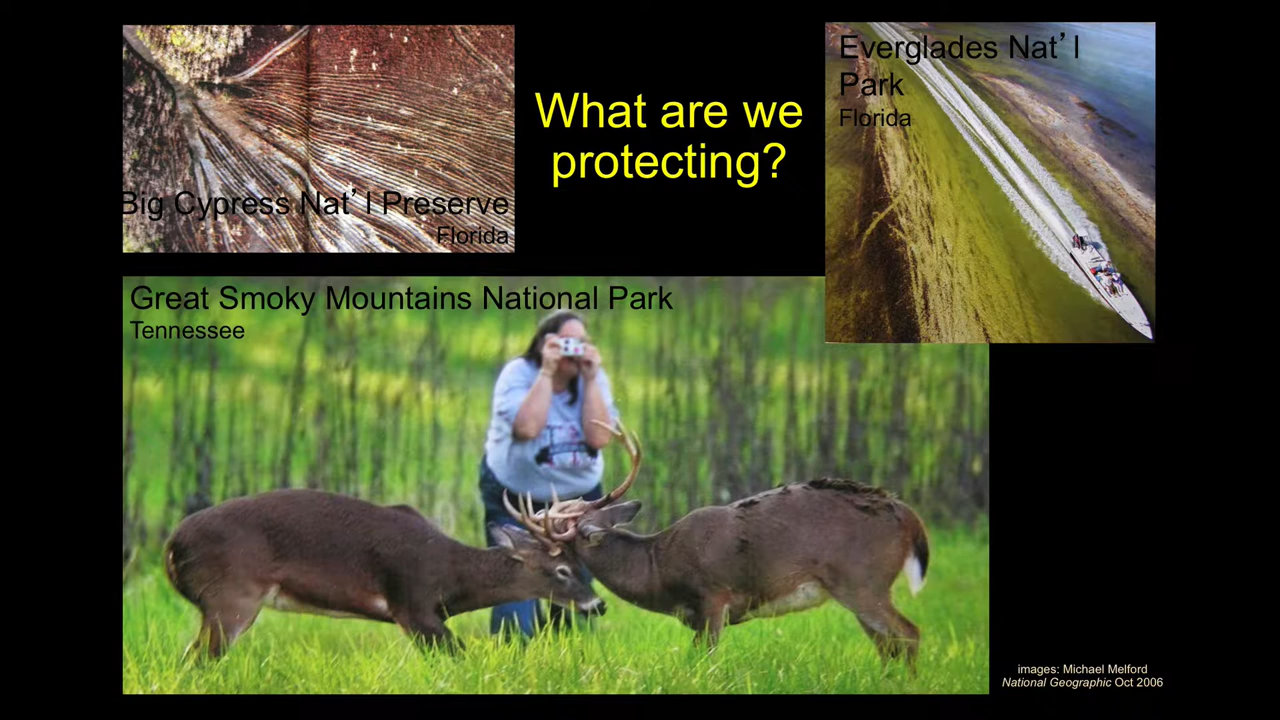 Big Cypress Nat’l Preserve
Florida
What are we
protecting?
Everglades Nat’l
Park
Florida
Great Smoky Mountains National Park
Tennessee
images: Michael Melford
National Geographic Oct 2006